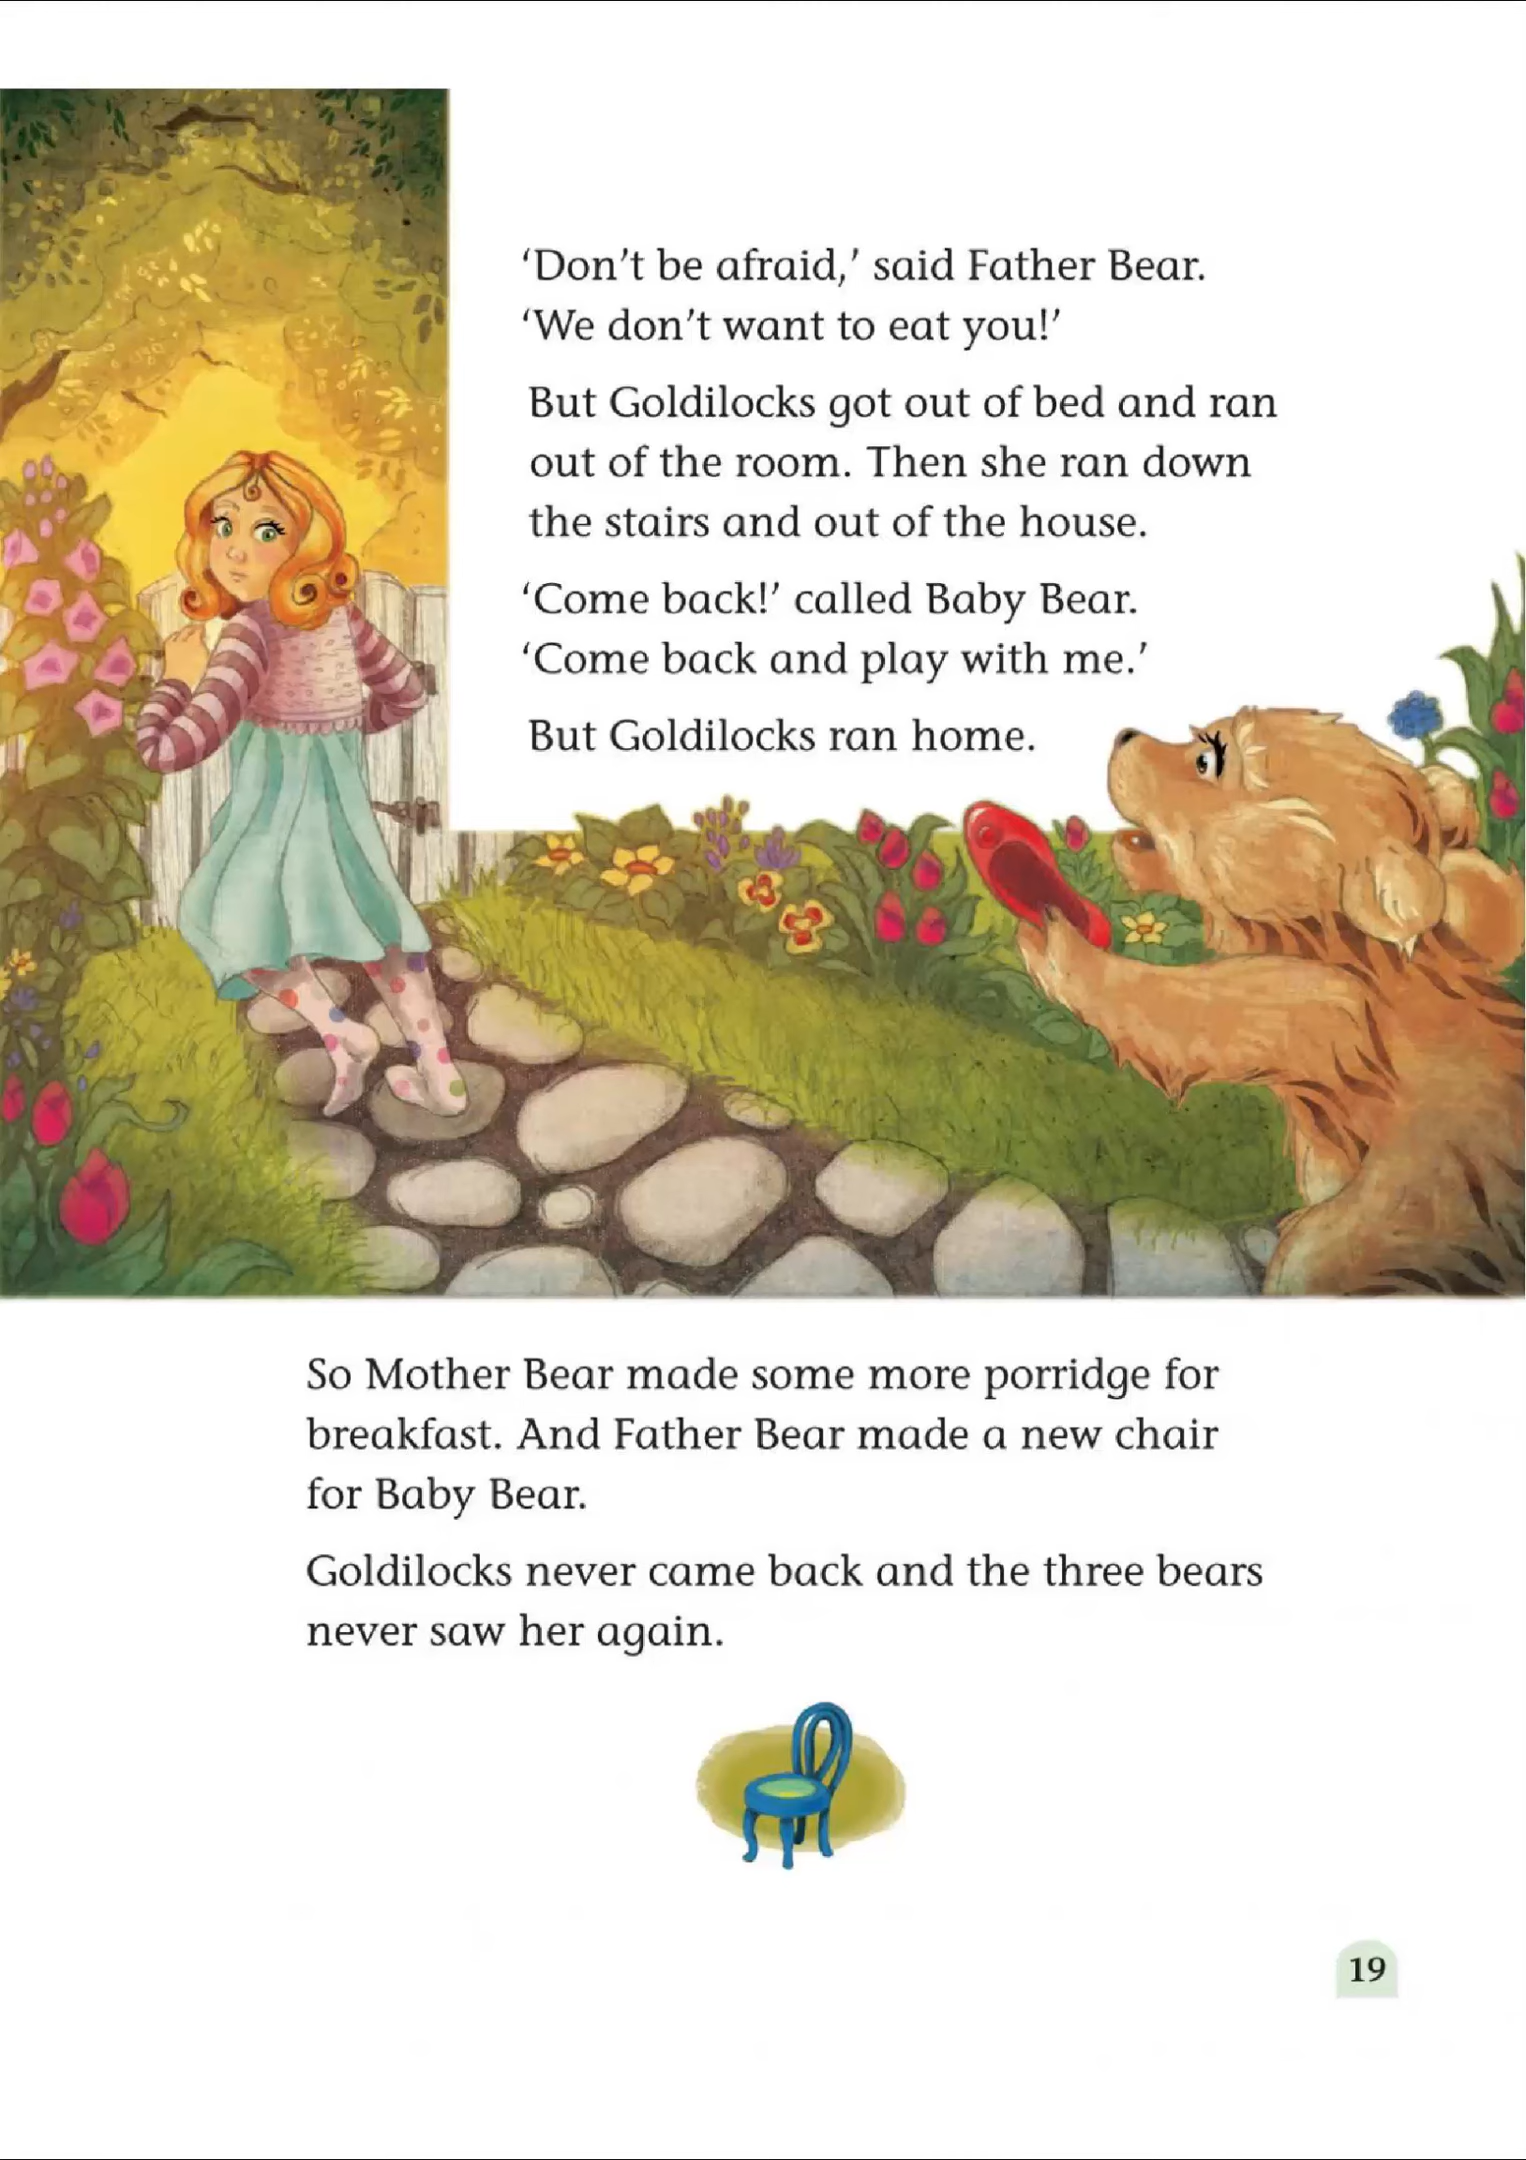 ‘Don’t be afraid,’ said Father Bear.
‘We don’t want to eat you!’
But Goldilocks got out of bed and ran
out of the room. Then she ran down
the stairs and out of the house.
‘Come back!’ called Baby Bear.
‘Come back and play with me.’
But Goldilocks ran home.
So Mother Bear made some more porridge for
breakfast. And Father Bear made a new chair
for Baby Bear.
Goldilocks never came back and the three bears
never saw her again.
19